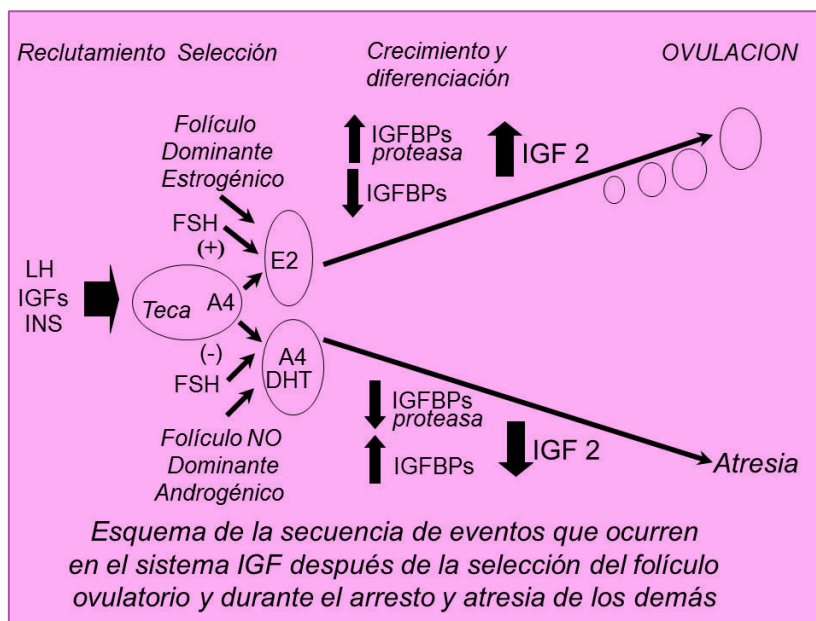 Reclutamiento Selección Crecimiento y diferenciación OVULACION
Folículo
Dominante
Estrogénico
FSH
(+)
E2
IGFBPs
proteasa
IGFBPs
IGF 2
LH
IGFs
INS
Teca A4
(-)
FSH
A4
DHT
Folículo NO
Dominante
Androgénico
IGFBPs
proteasa
IGFBPs
IGF 2
Atresia
Esquema de la secuencia de eventos que ocurren
en el sistema IGF después de la selección del folículo
ovulatorio y durante el arresto y atresia de los demás